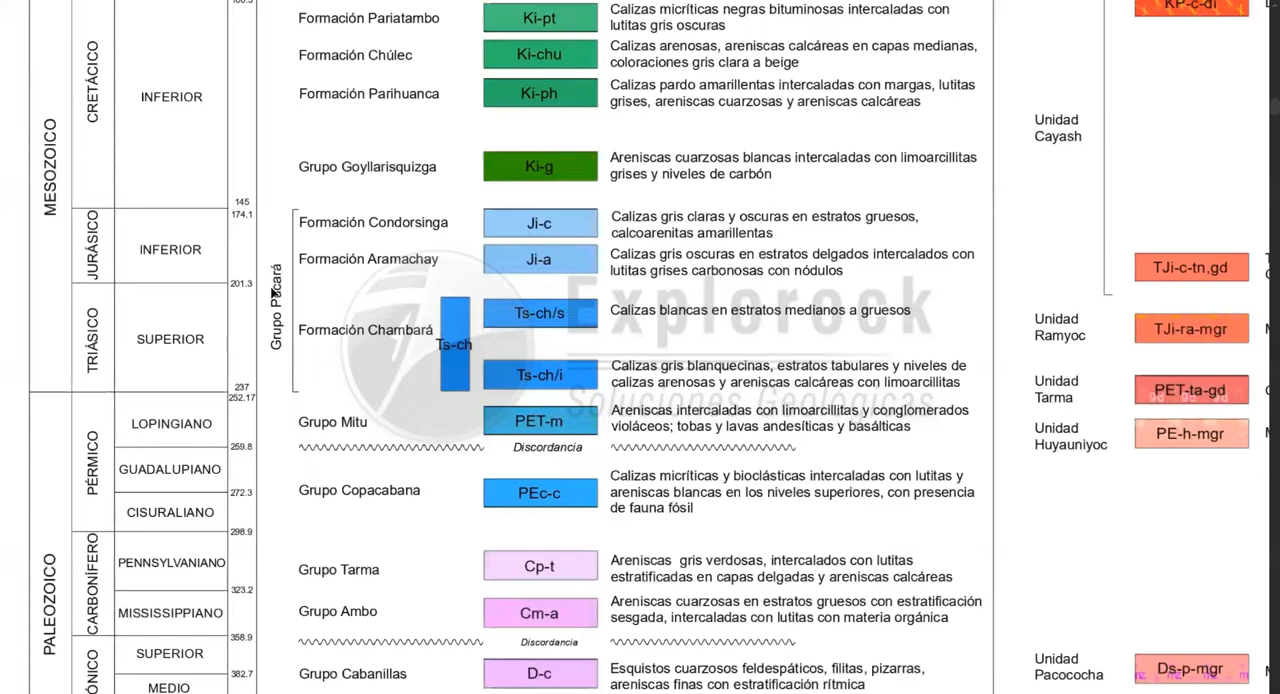 MESOZOICO
CRETÁCICO
INFERIOR
Formación Pariatambo
Ki-pt
Calizas micríticas negras bituminosas intercaladas con
lutitas gris oscuras
Formación Chúlec
Ki-chu
Calizas arenosas, areniscas calcáreas en capas medianas,
coloraciones gris clara a beige
Formación Parihuanca
Ki-ph
Calizas pardo amarillentas intercaladas con margas, lutitas
grises, areniscas cuarzosas y areniscas calcáreas
Grupo Goyllarisquizga
Ki-g
Areniscas cuarzosas blancas intercaladas con limoarcillitas
grises y niveles de carbón
145
174.1
JURÁSICO
INFERIOR
Grupo Pucará
Formación Condorsinga
Ji-c
Calizas gris claras y oscuras en estratos gruesos,
calcoarenitas amarillentas
Formación Aramachay
Ji-a
Calizas gris oscuras en estratos delgados intercalados con
lutitas grises carbonosas con nódulos
201.3
TRIÁSICO
SUPERIOR
Formación Chambará
Ts-ch
Ts-ch/s
Calizas blancas en estratos medianos a gruesos
Ts-ch/i
Calizas gris blanquecinas, estratos tabulares y niveles de
calizas arenosas y areniscas calcáreas con limoarcillitas
237
252.17
PALEOZOICO
PÉRMICO
LOPINGIANO
Grupo Mitu
PET-m
Areniscas intercaladas con limoarcillitas y conglomerados
violáceos; tobas y lavas andesíticas y basálticas
Discordancia
259.8
GUADALUPIANO
272.3
CISURALIANO
298.9
Grupo Copacabana
PEc-c
Calizas micríticas y bioclásticas intercaladas con lutitas y
areniscas blancas en los niveles superiores, con presencia
de fauna fósil
CARBONÍFERO
PENNSYLVANIANO
323.2
Grupo Tarma
Cp-t
Areniscas gris verdosas, intercalados con lutitas
estratificadas en capas delgadas y areniscas calcáreas
MISSISSIPPIANO
358.9
Grupo Ambo
Cm-a
Areniscas cuarzosas en estratos gruesos con estratificación
sesgada, intercaladas con lutitas con materia orgánica
Discordancia
ÓNICO
SUPERIOR
382.7
MEDIO
Grupo Cabanillas
D-c
Esquistos cuarzosos feldespáticos, filitas, pizarras,
areniscas finas con estratificación rítmica
KP-c-di
Unidad
Cayash
TJi-c-tn,gd
Unidad
Ramyoc
TJi-ra-mgr
Unidad
Tarma
PET-ta-gd
Unidad
Huyauniyoc
PE-h-mgr
Unidad
Pacococha
Ds-p-mgr
Explorock
Soluciones Geológicas